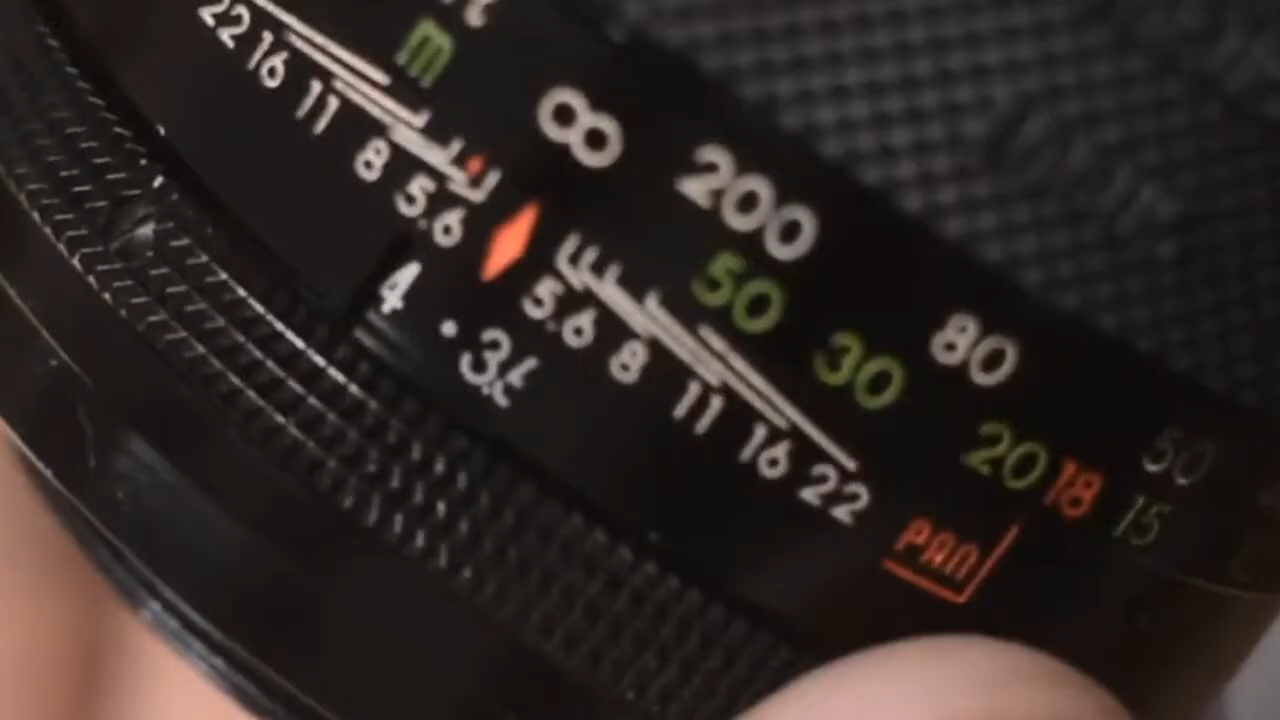 m
∞ 200 80 50
50 30 20 18 15
22 16 11 8 5.6 5.6 8 11 16 22
PAN
4